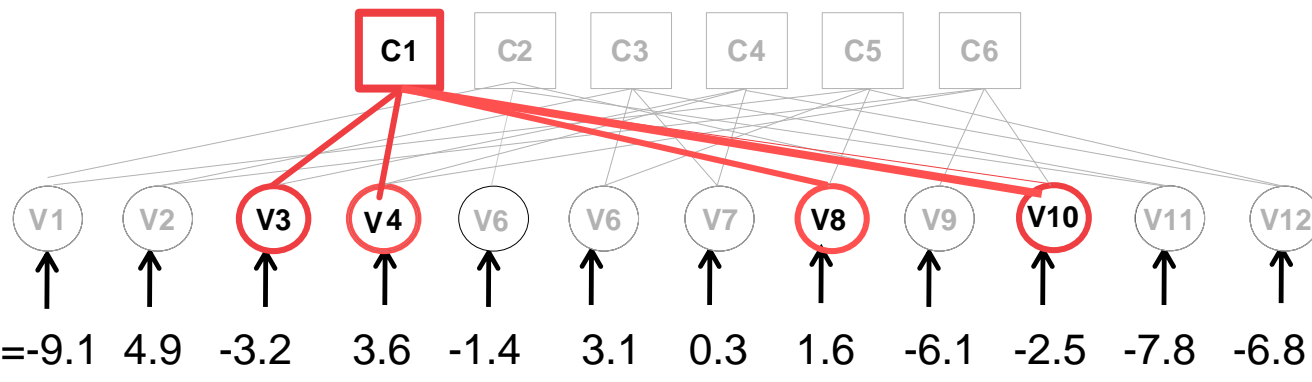 C1 C2 C3 C4 C5 C6
V1 V2 V3 V4 V6 V6 V7 V8 V9 V10 V11 V12
=-9.1 4.9 -3.2 3.6 -1.4 3.1 0.3 1.6 -6.1 -2.5 -7.8 -6.8